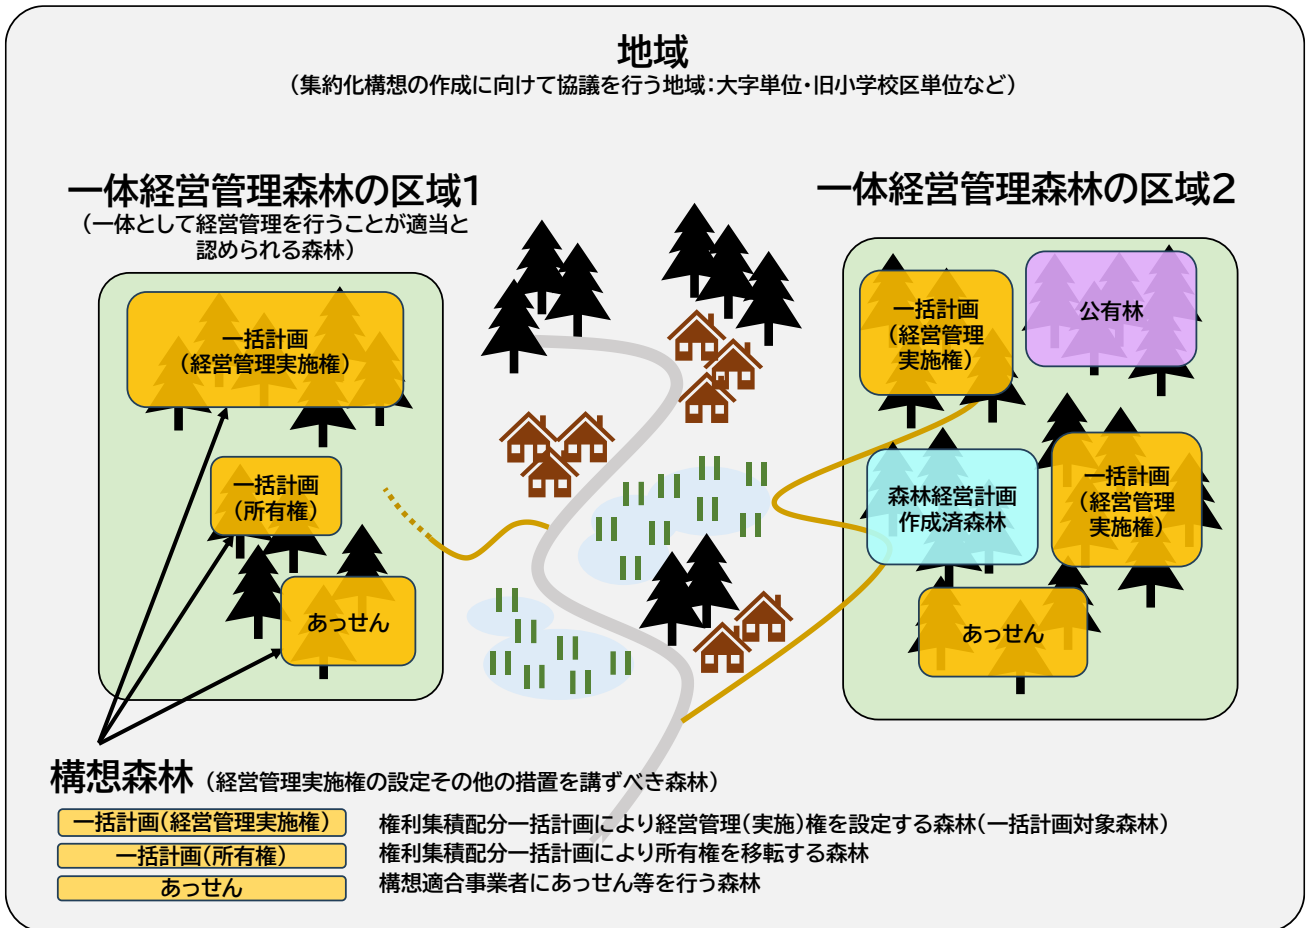 地域
（集約化構想の作成に向けて協議を行う地域：大字単位・旧小学校区単位など）
一体経営管理森林の区域1
（一体として経営管理を行うことが適当と
認められる森林）
一括計画
（経営管理実施権）
一括計画
（所有権）
あっせん
一体経営管理森林の区域2
一括計画
（経営管理
実施権）
公有林
森林経営計画
作成済森林
一括計画
（経営管理
実施権）
あっせん
構想森林（経営管理実施権の設定その他の措置を講ずべき森林）
一括計画（経営管理実施権） 権利集積配分一括計画により経営管理（実施）権を設定する森林（一括計画対象森林）
一括計画（所有権） 権利集積配分一括計画により所有権を移転する森林
あっせん 構想適合事業者にあっせん等を行う森林